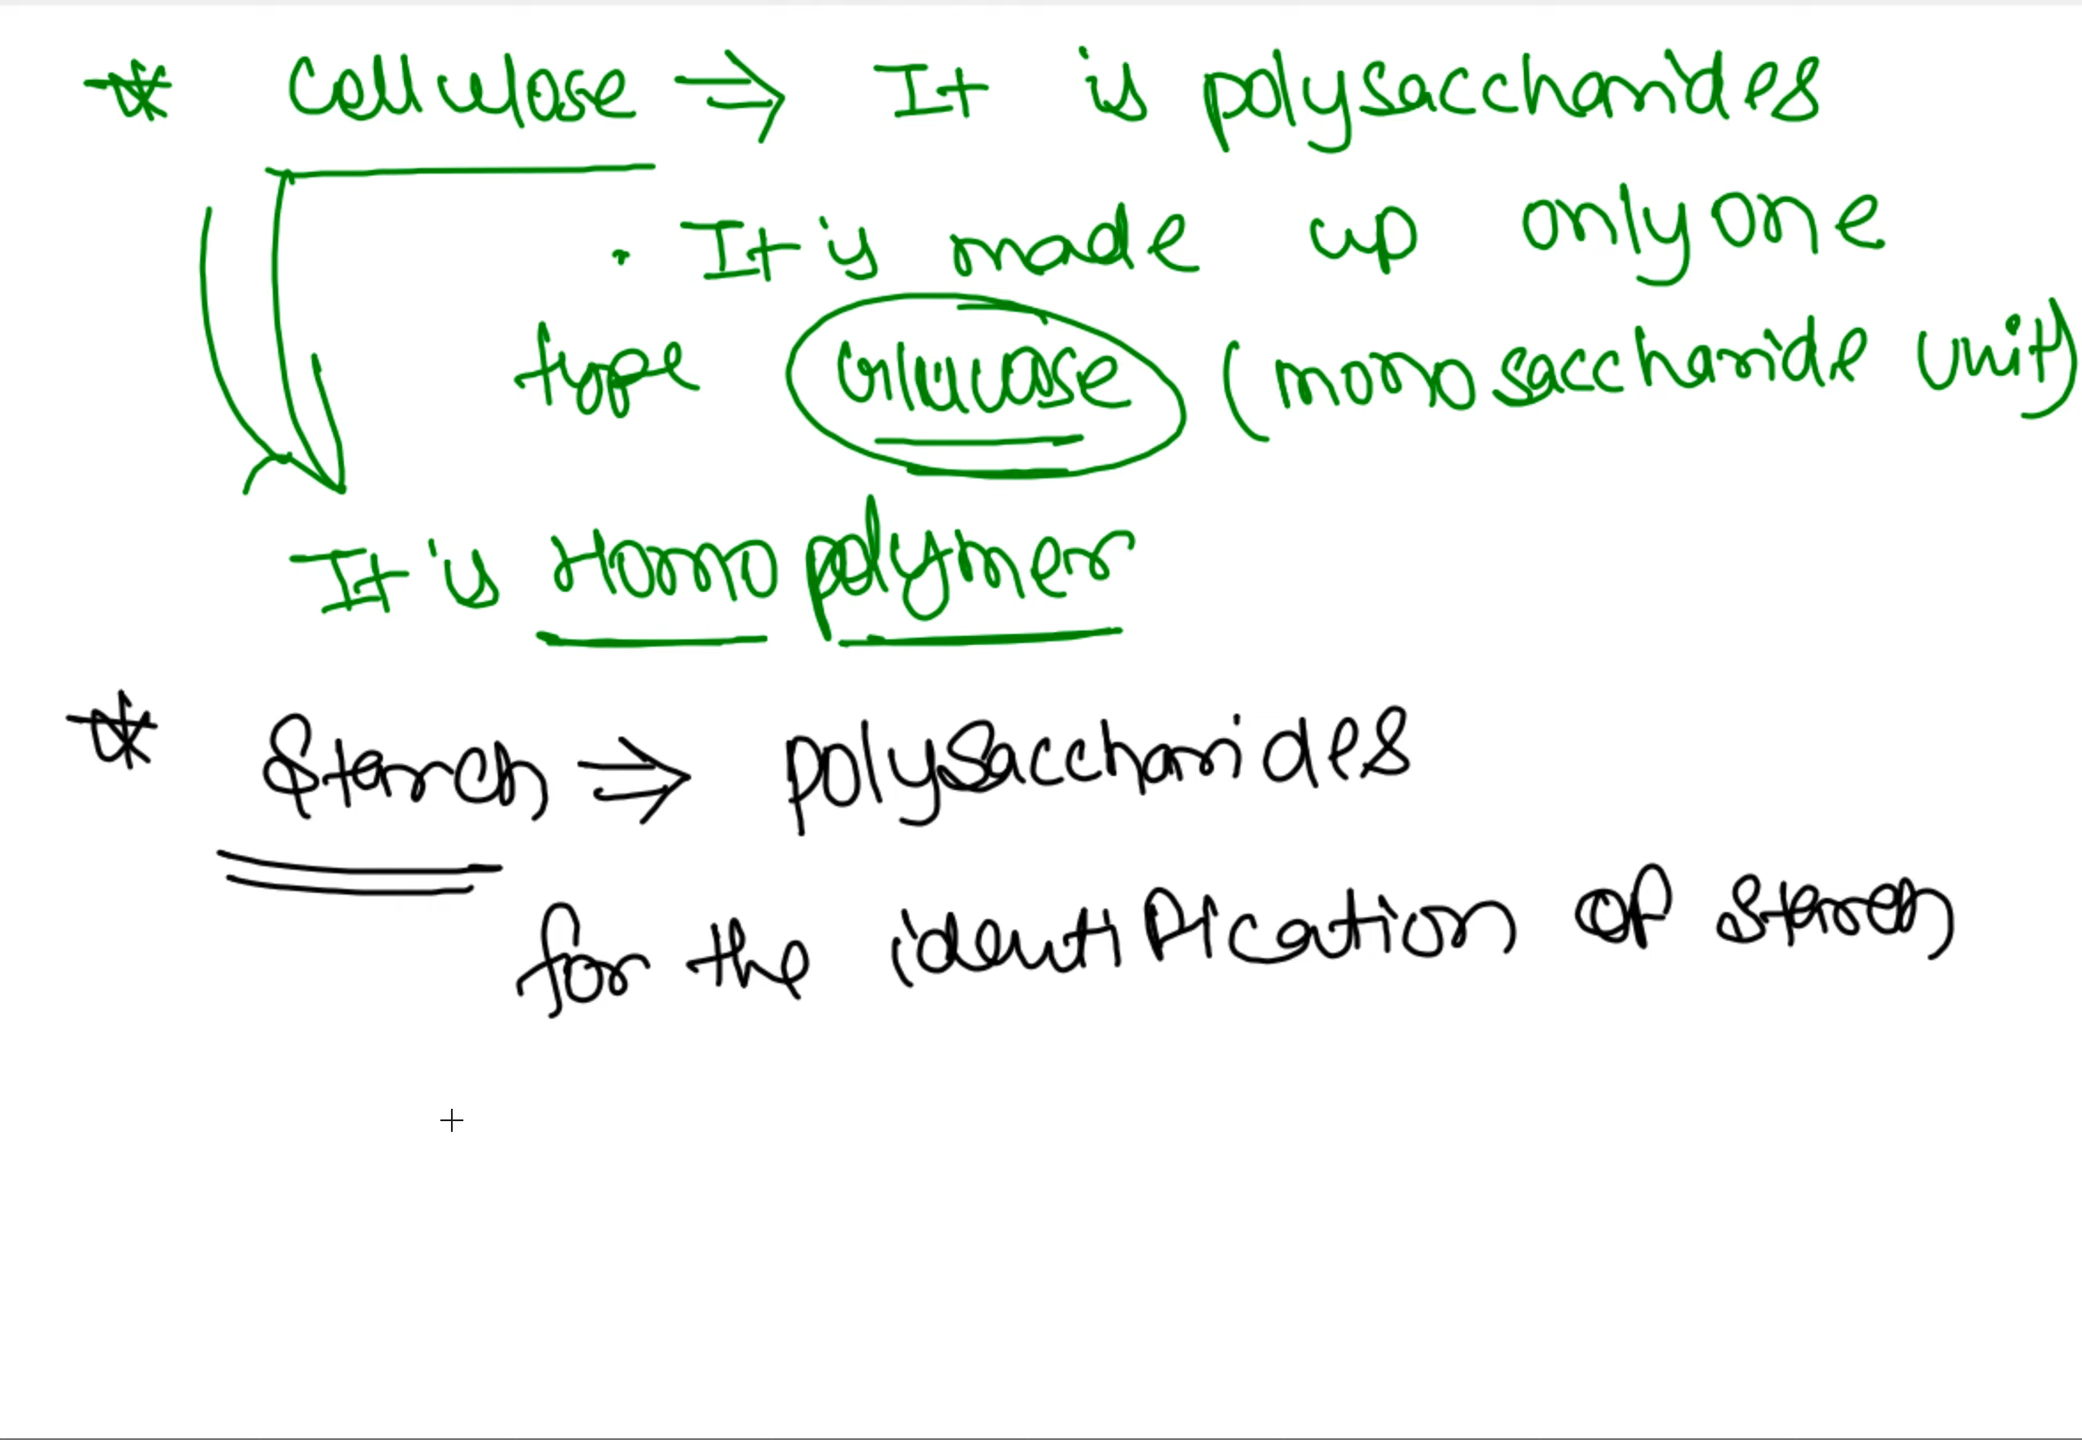 * Cellulose ⇒ It is polysaccharides
. It is made up only one
type Glucose (monosaccharide unit)
It is Homopolymer
* Starch ⇒ polysaccharides
for the identification of starch